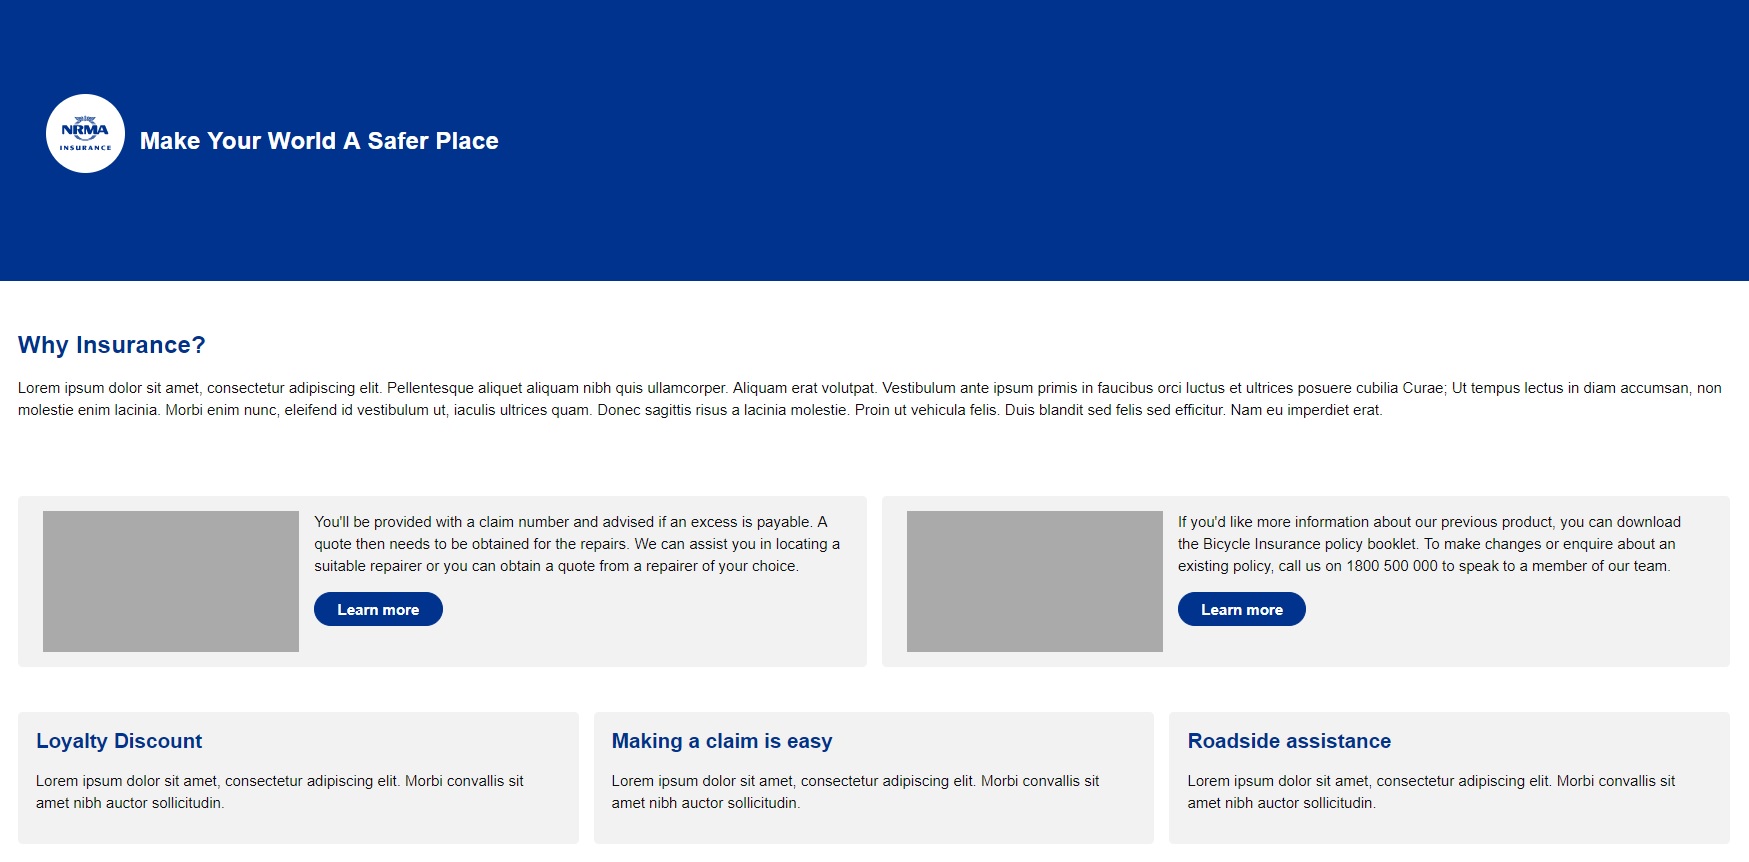 NRMA
INSURANCE
Make Your World A Safer Place
Why Insurance?
Lorem ipsum dolor sit amet, consectetur adipiscing elit. Pellentesque aliquet aliquam nibh quis ullamcorper. Aliquam erat volutpat. Vestibulum ante ipsum primis in faucibus orci luctus et ultrices posuere cubilia Curae; Ut tempus lectus in diam accumsan, non
molestie enim lacinia. Morbi enim nunc, eleifend id vestibulum ut, iaculis ultrices quam. Donec sagittis risus a lacinia molestie. Proin ut vehicula felis. Duis blandit sed felis sed efficitur. Nam eu imperdiet erat.
You'll be provided with a claim number and advised if an excess is payable. A
quote then needs to be obtained for the repairs. We can assist you in locating a
suitable repairer or you can obtain a quote from a repairer of your choice.
Learn more
If you'd like more information about our previous product, you can download
the Bicycle Insurance policy booklet. To make changes or enquire about an
existing policy, call us on 1800 500 000 to speak to a member of our team.
Learn more
Loyalty Discount
Lorem ipsum dolor sit amet, consectetur adipiscing elit. Morbi convallis sit
amet nibh auctor sollicitudin.
Making a claim is easy
Lorem ipsum dolor sit amet, consectetur adipiscing elit. Morbi convallis sit
amet nibh auctor sollicitudin.
Roadside assistance
Lorem ipsum dolor sit amet, consectetur adipiscing elit. Morbi convallis sit
amet nibh auctor sollicitudin.